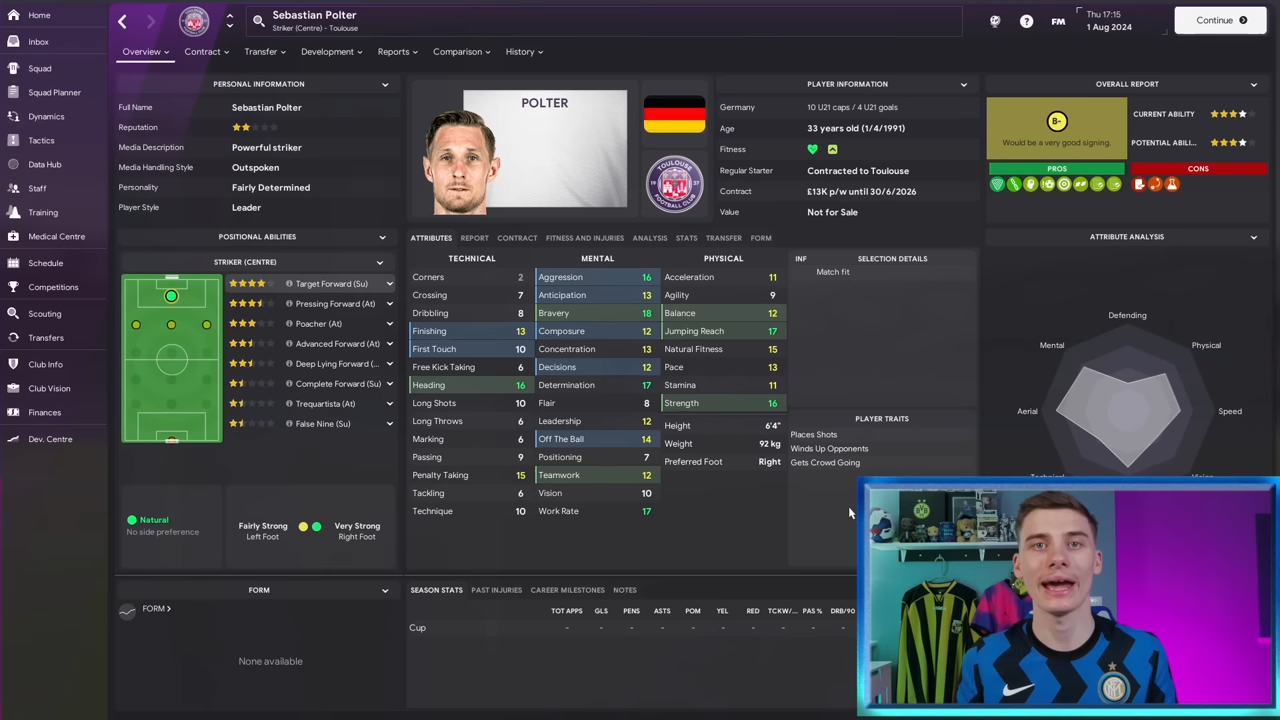 Home
Inbox
Squad
Squad Planner
Dynamics
Tactics
Data Hub
Staff
Training
Medical Centre
Schedule
Competitions
Scouting
Transfers
Club Info
Club Vision
Finances
Dev. Centre
Sebastian Polter
Striker (Centre) - Toulouse
FM
Thu 17:15
1 Aug 2024
Continue
Overview
Contract
Transfer
Development
Reports
Comparison
History
PERSONAL INFORMATION
Full Name Sebastian Polter
Reputation
Media Description Powerful striker
Media Handling Style Outspoken
Personality Fairly Determined
Player Style Leader
POLTER
PLAYER INFORMATION
Germany 10 U21 caps / 4 U21 goals
Age 33 years old (1/4/1991)
Fitness
Regular Starter Contracted to Toulouse
Contract £13K p/w until 30/6/2026
Value Not for Sale
OVERALL REPORT
B-
Would be a very good signing.
CURRENT ABILITY
POTENTIAL ABILI...
PROS CONS
POSITIONAL ABILITIES
STRIKER (CENTRE)
Target Forward (Su)
Pressing Forward (At)
Poacher (At)
Advanced Forward (At)
Deep Lying Forward (...
Complete Forward (Su)
Trequartista (At)
False Nine (Su)
Natural
No side preference
Fairly Strong
Left Foot
Very Strong
Right Foot
ATTRIBUTES REPORT CONTRACT FITNESS AND INJURIES ANALYSIS STATS TRANSFER FORM
TECHNICAL
Corners 2
Crossing 7
Dribbling 8
Finishing 13
First Touch 10
Free Kick Taking 6
Heading 16
Long Shots 10
Long Throws 6
Marking 6
Passing 9
Penalty Taking 15
Tackling 6
Technique 10
MENTAL
Aggression 16
Anticipation 13
Bravery 18
Composure 12
Concentration 13
Decisions 12
Determination 17
Flair 8
Leadership 12
Off The Ball 14
Positioning 7
Teamwork 12
Vision 10
Work Rate 17
PHYSICAL
Acceleration 11
Agility 9
Balance 12
Jumping Reach 17
Natural Fitness 15
Pace 13
Stamina 11
Strength 16
Height 6'4"
Weight 92 kg
Preferred Foot Right
INF SELECTION DETAILS
Match fit
PLAYER TRAITS
Places Shots
Winds Up Opponents
Gets Crowd Going
ATTRIBUTE ANALYSIS
Defending
Mental Physical
Aerial Speed
Technical Vision
FORM
FORM
None available
SEASON STATS PAST INJURIES CAREER MILESTONES NOTES
TOT APPS GLS PENS ASTS POM YEL RED TCKW/... PAS % DRB/90
Cup - - - - - - - - - -